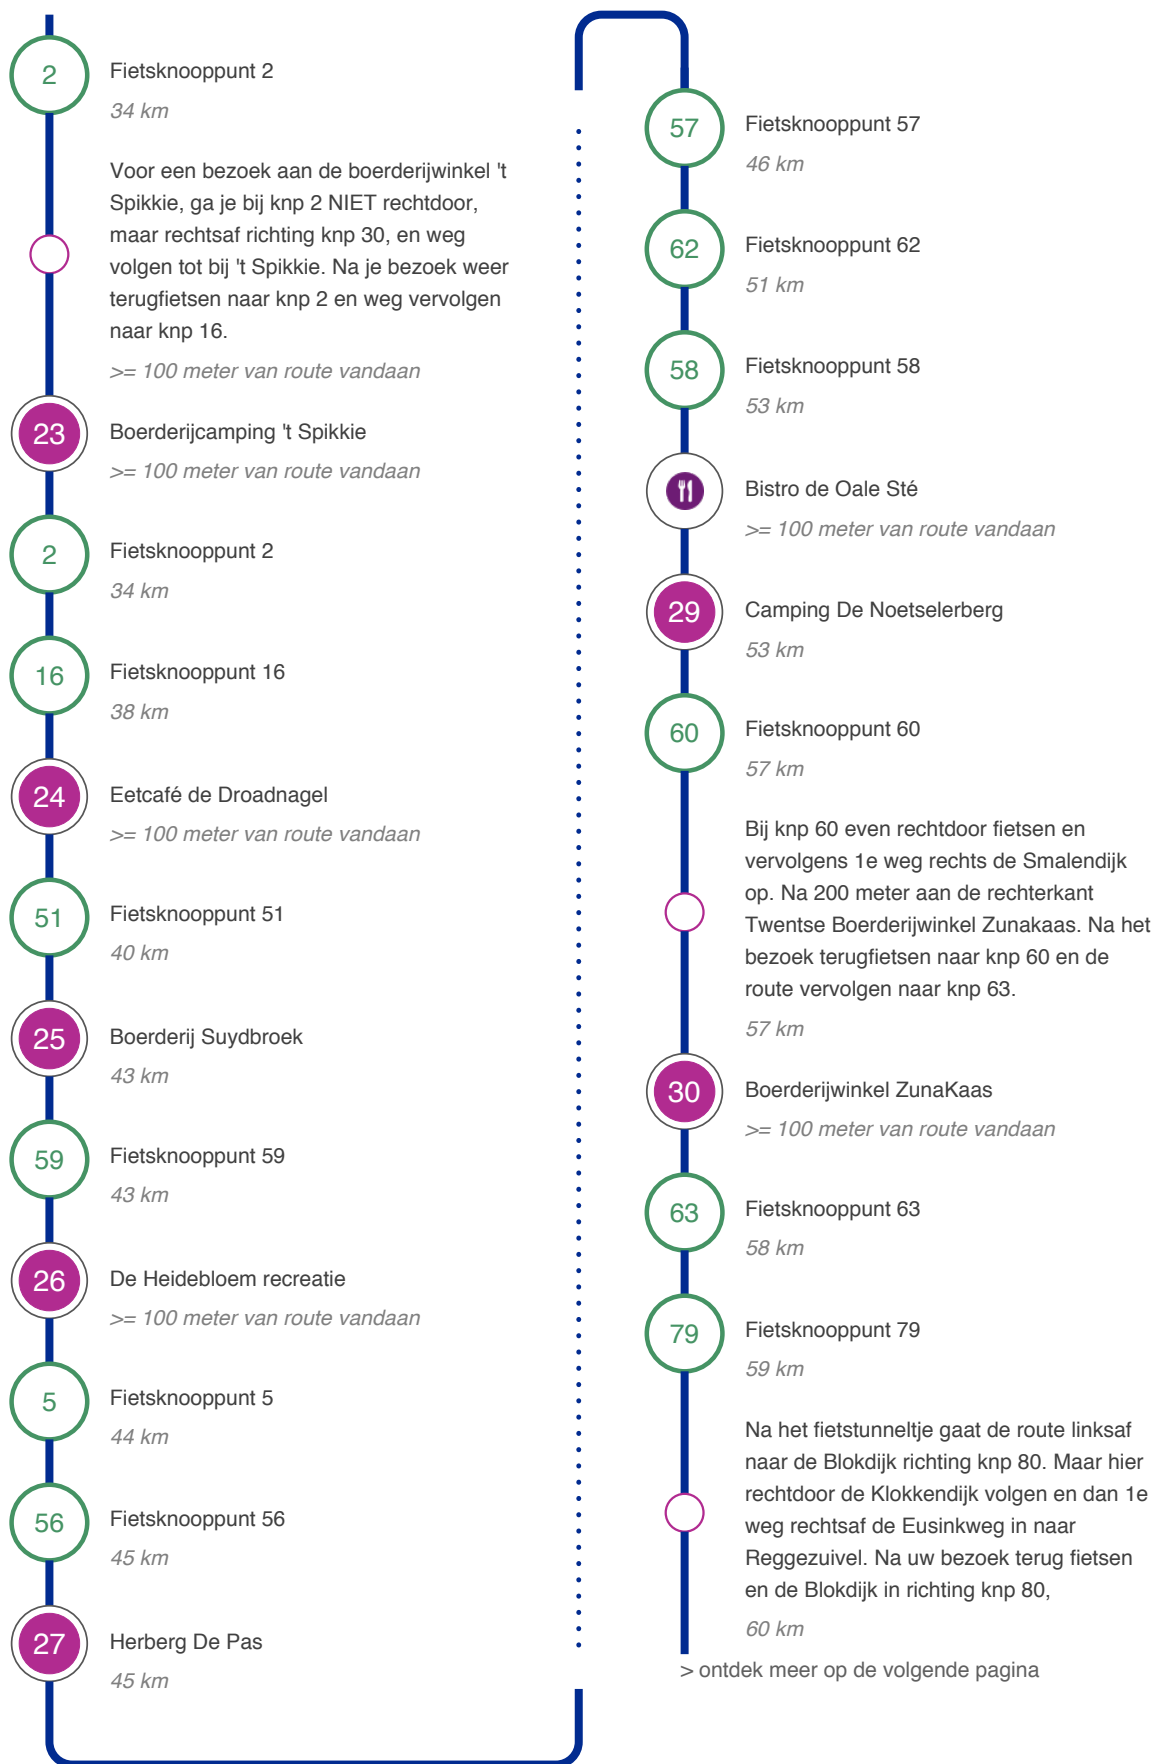 2
Fietsknooppunt 2
34 km
Voor een bezoek aan de boerderijwinkel 't
Spikkie, ga je bij knp 2 NIET rechtdoor,
maar rechtsaf richting knp 30, en weg
volgen tot bij 't Spikkie. Na je bezoek weer
terugfietsen naar knp 2 en weg vervolgen
naar knp 16.
>= 100 meter van route vandaan
23
Boerderijcamping 't Spikkie
>= 100 meter van route vandaan
2
Fietsknooppunt 2
34 km
16
Fietsknooppunt 16
38 km
24
Eetcafé de Droadnagel
>= 100 meter van route vandaan
51
Fietsknooppunt 51
40 km
25
Boerderij Suydbroek
43 km
59
Fietsknooppunt 59
43 km
26
De Heidebloem recreatie
>= 100 meter van route vandaan
5
Fietsknooppunt 5
44 km
56
Fietsknooppunt 56
45 km
27
Herberg De Pas
45 km
57
Fietsknooppunt 57
46 km
62
Fietsknooppunt 62
51 km
58
Fietsknooppunt 58
53 km
Bistro de Oale Sté
>= 100 meter van route vandaan
29
Camping De Noetselerberg
53 km
60
Fietsknooppunt 60
57 km
Bij knp 60 even rechtdoor fietsen en
vervolgens 1e weg rechts de Smalendijk
op. Na 200 meter aan de rechterkant
Twentse Boerderijwinkel Zunakaas. Na het
bezoek terugfietsen naar knp 60 en de
route vervolgen naar knp 63.
57 km
30
Boerderijwinkel ZunaKaas
>= 100 meter van route vandaan
63
Fietsknooppunt 63
58 km
79
Fietsknooppunt 79
59 km
Na het fietstunneltje gaat de route linksaf
naar de Blokdijk richting knp 80. Maar hier
rechtdoor de Klokkendijk volgen en dan 1e
weg rechtsaf de Eusinkweg in naar
Reggezuivel. Na uw bezoek terug fietsen
en de Blokdijk in richting knp 80,
60 km
> ontdek meer op de volgende pagina